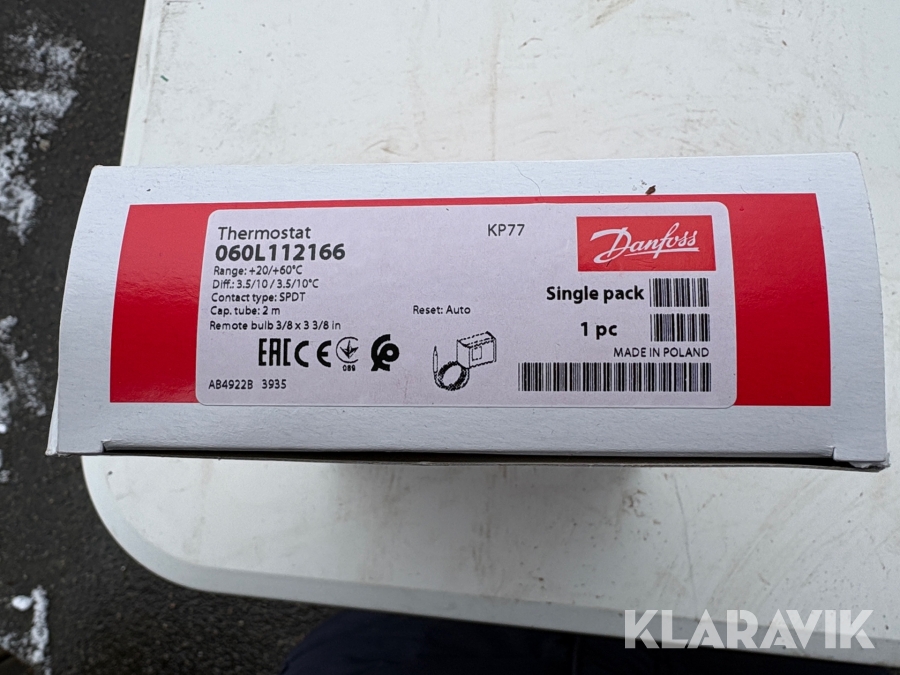 Thermostat
KP77
Danfoss
060L112166
Range: +20/+60°C
Diff.: 3.5/10 / 3.5/10°C
Contact type: SPDT
Cap. tube: 2 m
Remote bulb 3/8 x 3 3/8 in
Reset: Auto
Single pack
1 pc
MADE IN POLAND
EAC CE
089
AB4922B 3935
KLARAVIK